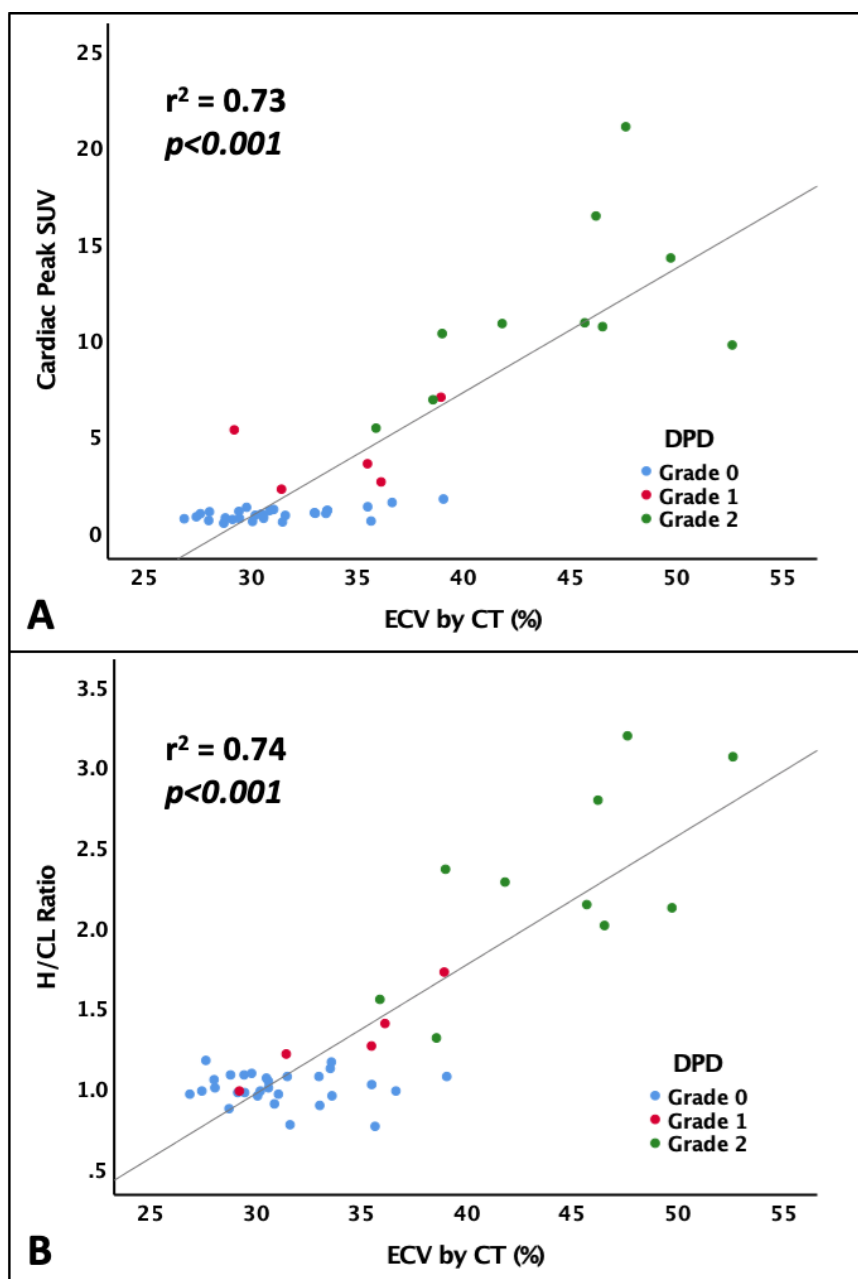 25
20
15
10
5
0
Cardiac Peak SUV
r² = 0.73
p<0.001
DPD
Grade 0
Grade 1
Grade 2
25 30 35 40 45 50 55
ECV by CT (%)
A
3.5
3.0
2.5
2.0
1.5
1.0
.5
H/CL Ratio
r² = 0.74
p<0.001
DPD
Grade 0
Grade 1
Grade 2
25 30 35 40 45 50 55
ECV by CT (%)
B